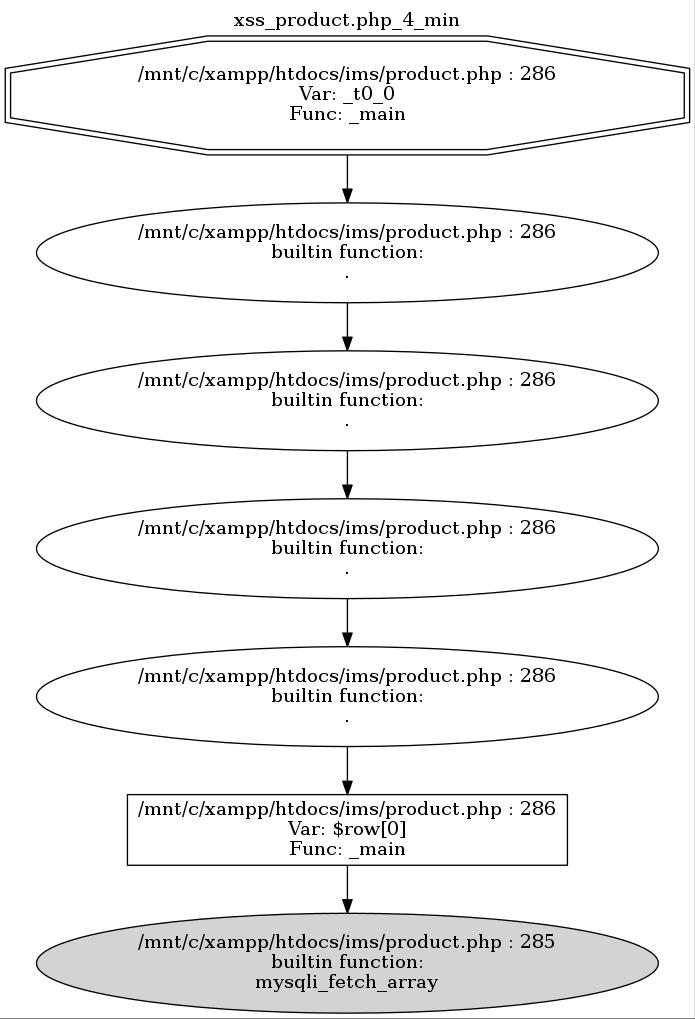 xss_product.php_4_min
/mnt/c/xampp/htdocs/ims/product.php : 286
Var: _t0_0
Func: _main
/mnt/c/xampp/htdocs/ims/product.php : 286
builtin function:
.
/mnt/c/xampp/htdocs/ims/product.php : 286
builtin function:
.
/mnt/c/xampp/htdocs/ims/product.php : 286
builtin function:
.
/mnt/c/xampp/htdocs/ims/product.php : 286
builtin function:
.
/mnt/c/xampp/htdocs/ims/product.php : 286
Var: $row[0]
Func: _main
/mnt/c/xampp/htdocs/ims/product.php : 285
builtin function:
mysqli_fetch_array